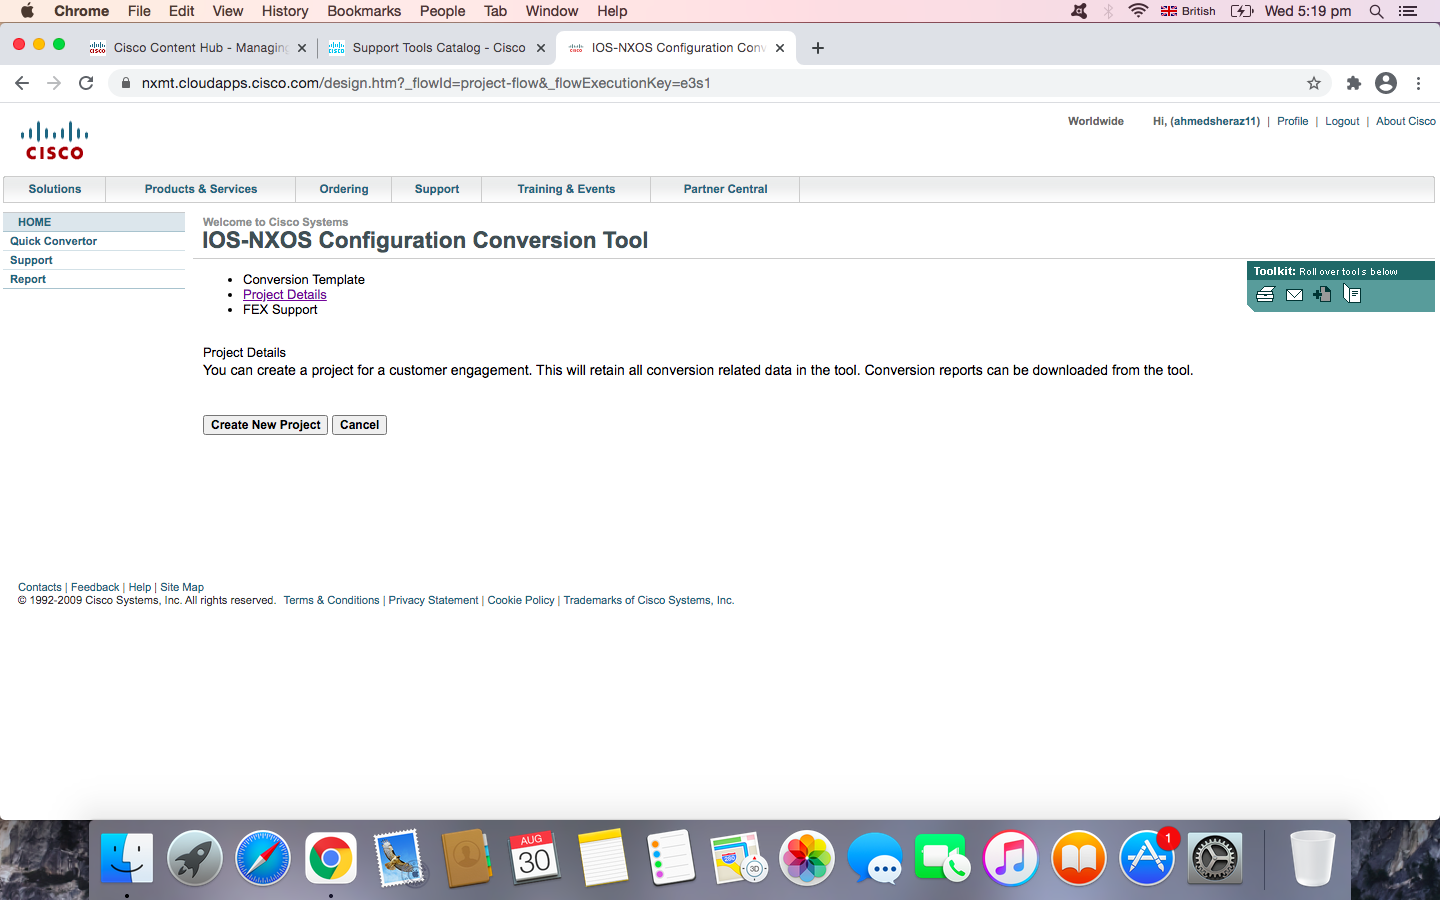 Chrome File Edit View History Bookmarks People Tab Window Help British Wed 5:19 pm
Cisco Content Hub - Managing Support Tools Catalog - Cisco IOS-NXOS Configuration Conv
nxmt.cloudapps.cisco.com/design.htm?_flowId=project-flow&_flowExecutionKey=e3s1
Worldwide Hi, (ahmedsheraz11) | Profile | Logout | About Cisco
CISCO
Solutions Products & Services Ordering Support Training & Events Partner Central
HOME
Quick Convertor
Support
Report
Welcome to Cisco Systems
IOS-NXOS Configuration Conversion Tool
• Conversion Template
• Project Details
• FEX Support
Toolkit: Roll over tools below
Project Details
You can create a project for a customer engagement. This will retain all conversion related data in the tool. Conversion reports can be downloaded from the tool.
Create New Project Cancel
Contacts | Feedback | Help | Site Map
© 1992-2009 Cisco Systems, Inc. All rights reserved. Terms & Conditions | Privacy Statement | Cookie Policy | Trademarks of Cisco Systems, Inc.
AUG
30
280
3D
1